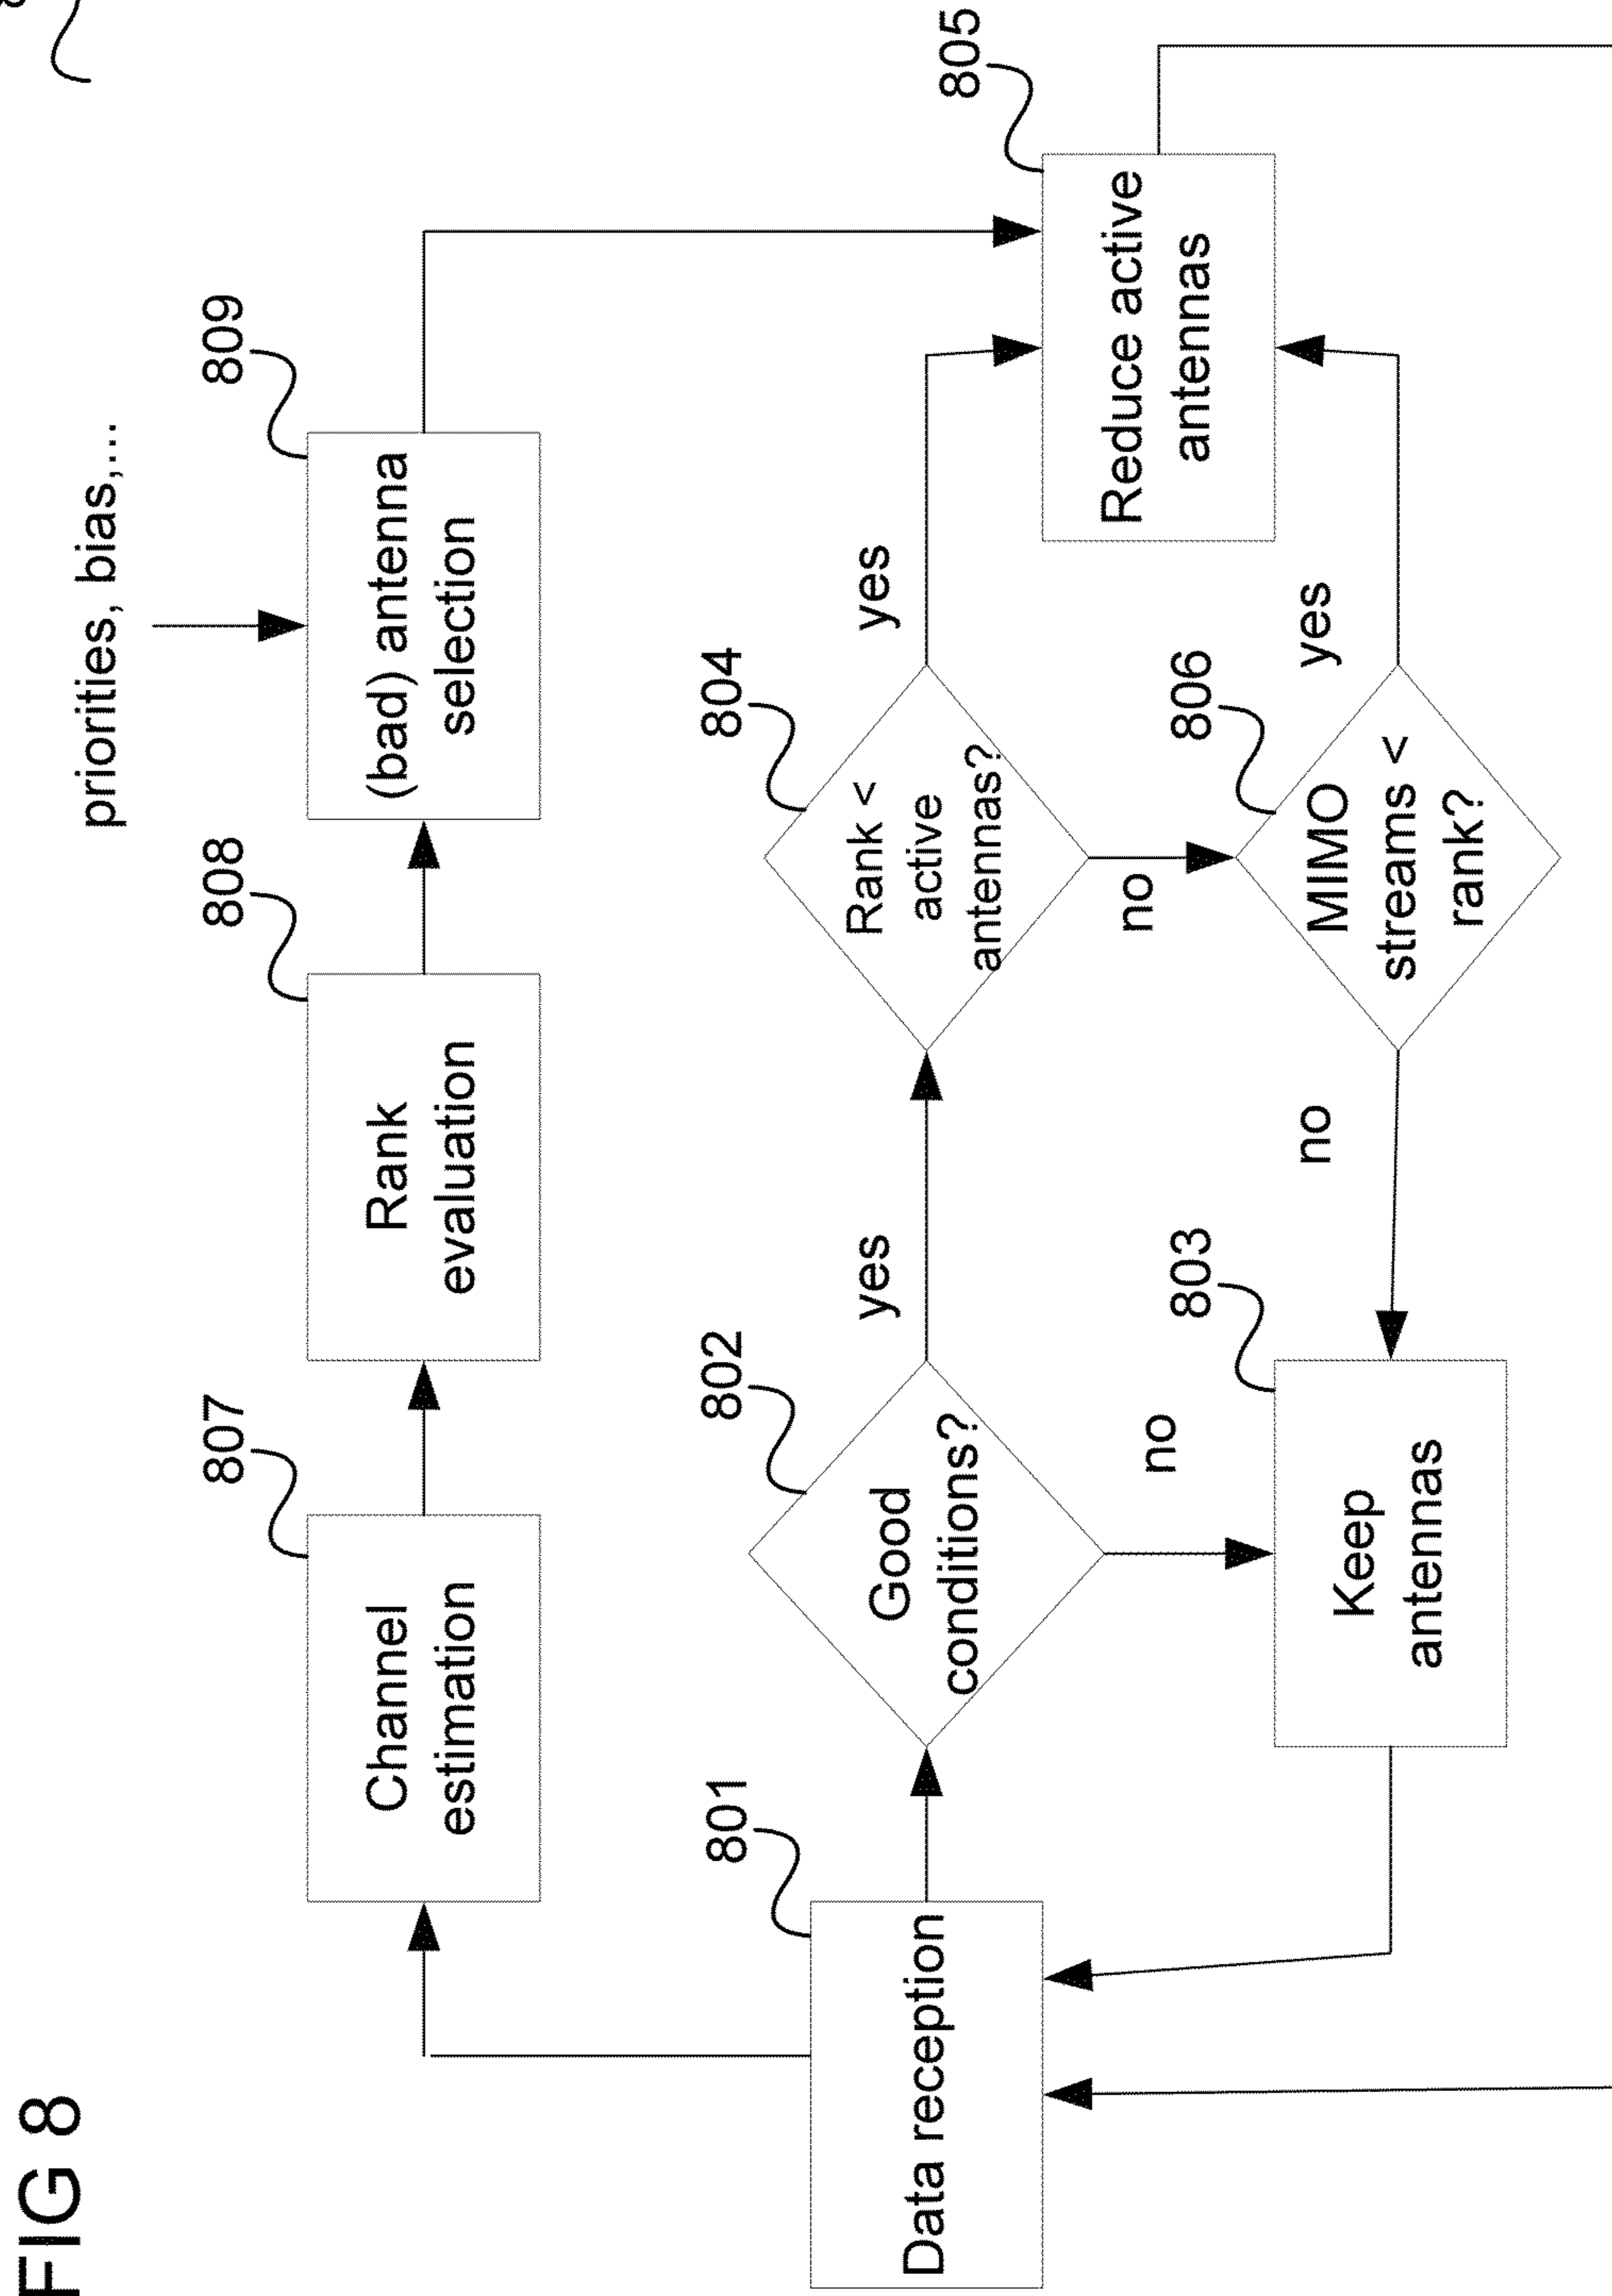 FIG 8
8
priorities, bias,...
807
808
809
Channel
estimation
Rank
evaluation
(bad) antenna
selection
801
802
804
805
Data reception
Good
conditions?
yes
Rank <
active
antennas?
yes
Reduce active
antennas
no
no
803
806
Keep
antennas
no
MIMO
streams <
rank?
yes